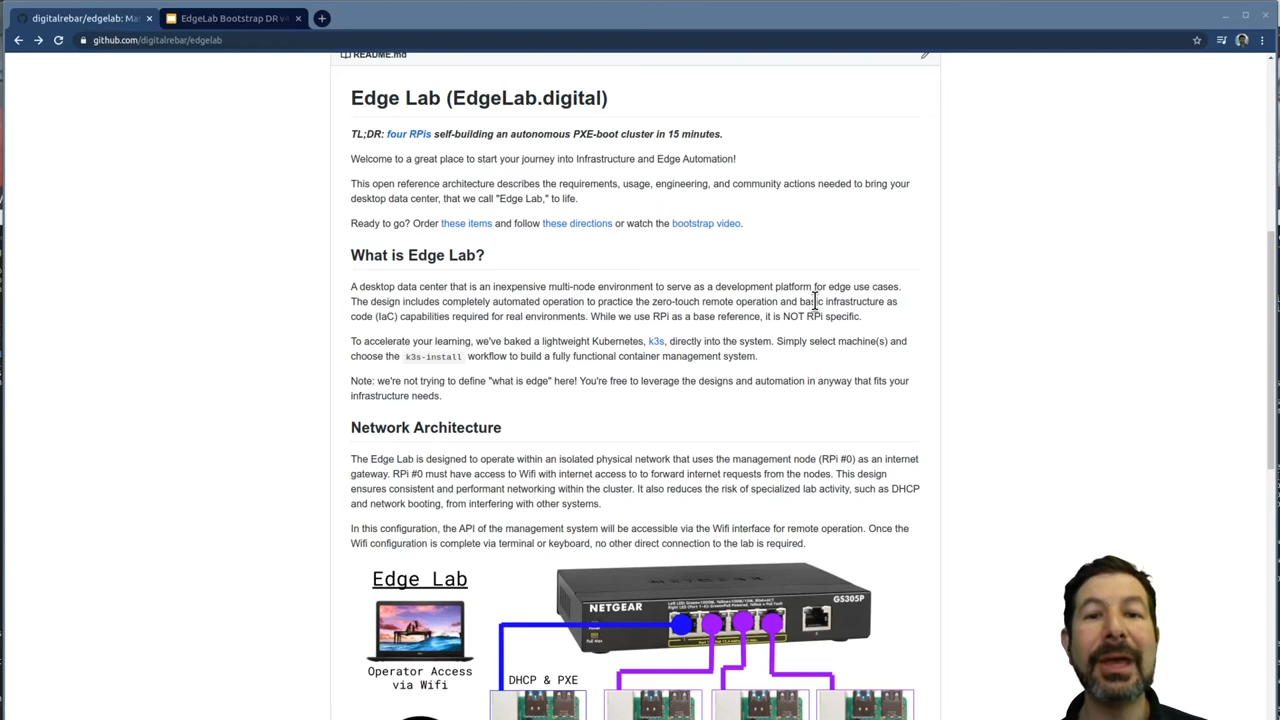 digitalrebar/edgelab: Ma
EdgeLab Bootstrap DR v4
github.com/digitalrebar/edgelab
README.md
Edge Lab (EdgeLab.digital)
TL;DR: four RPis self-building an autonomous PXE-boot cluster in 15 minutes.
Welcome to a great place to start your journey into Infrastructure and Edge Automation!
This open reference architecture describes the requirements, usage, engineering, and community actions needed to bring your
desktop data center, that we call "Edge Lab," to life.
Ready to go? Order these items and follow these directions or watch the bootstrap video.
What is Edge Lab?
A desktop data center that is an inexpensive multi-node environment to serve as a development platform for edge use cases.
The design includes completely automated operation to practice the zero-touch remote operation and basic infrastructure as
code (IaC) capabilities required for real environments. While we use RPi as a base reference, it is NOT RPi specific.
To accelerate your learning, we've baked a lightweight Kubernetes, k3s, directly into the system. Simply select machine(s) and
choose the k3s-install workflow to build a fully functional container management system.
Note: we're not trying to define "what is edge" here! You're free to leverage the designs and automation in anyway that fits your
infrastructure needs.
Network Architecture
The Edge Lab is designed to operate within an isolated physical network that uses the management node (RPi #0) as an internet
gateway. RPi #0 must have access to Wifi with internet access to to forward internet requests from the nodes. This design
ensures consistent and performant networking within the cluster. It also reduces the risk of specialized lab activity, such as DHCP
and network booting, from interfering with other systems.
In this configuration, the API of the management system will be accessible via the Wifi interface for remote operation. Once the
Wifi configuration is complete via terminal or keyboard, no other direct connection to the lab is required.
Edge Lab
NETGEAR
GS305P
Operator Access
via Wifi
DHCP & PXE